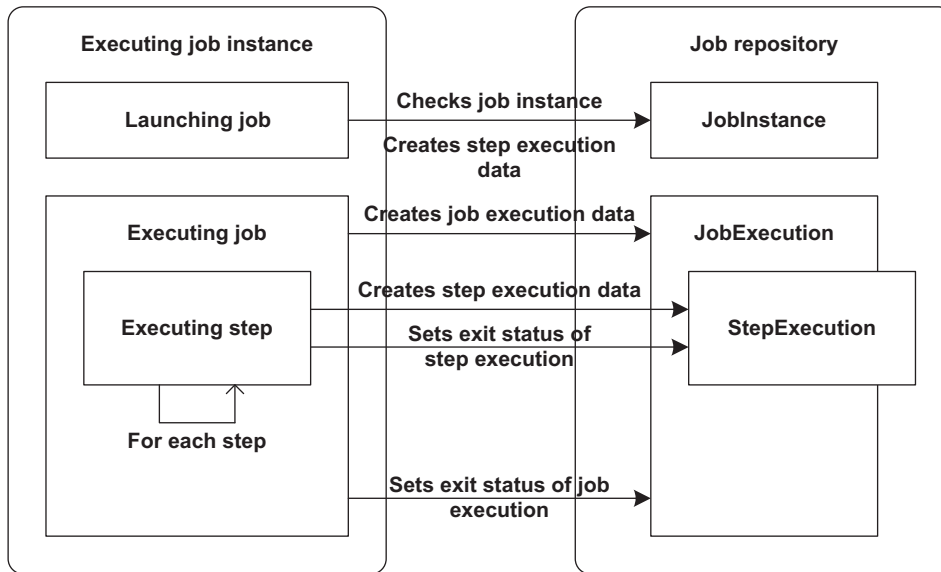 Executing job instance
Job repository
Launching job
Checks job instance
JobInstance
Creates step execution
data
Executing job
Creates job execution data
JobExecution
Executing step
Creates step execution data
StepExecution
Sets exit status of
step execution
For each step
Sets exit status of job
execution